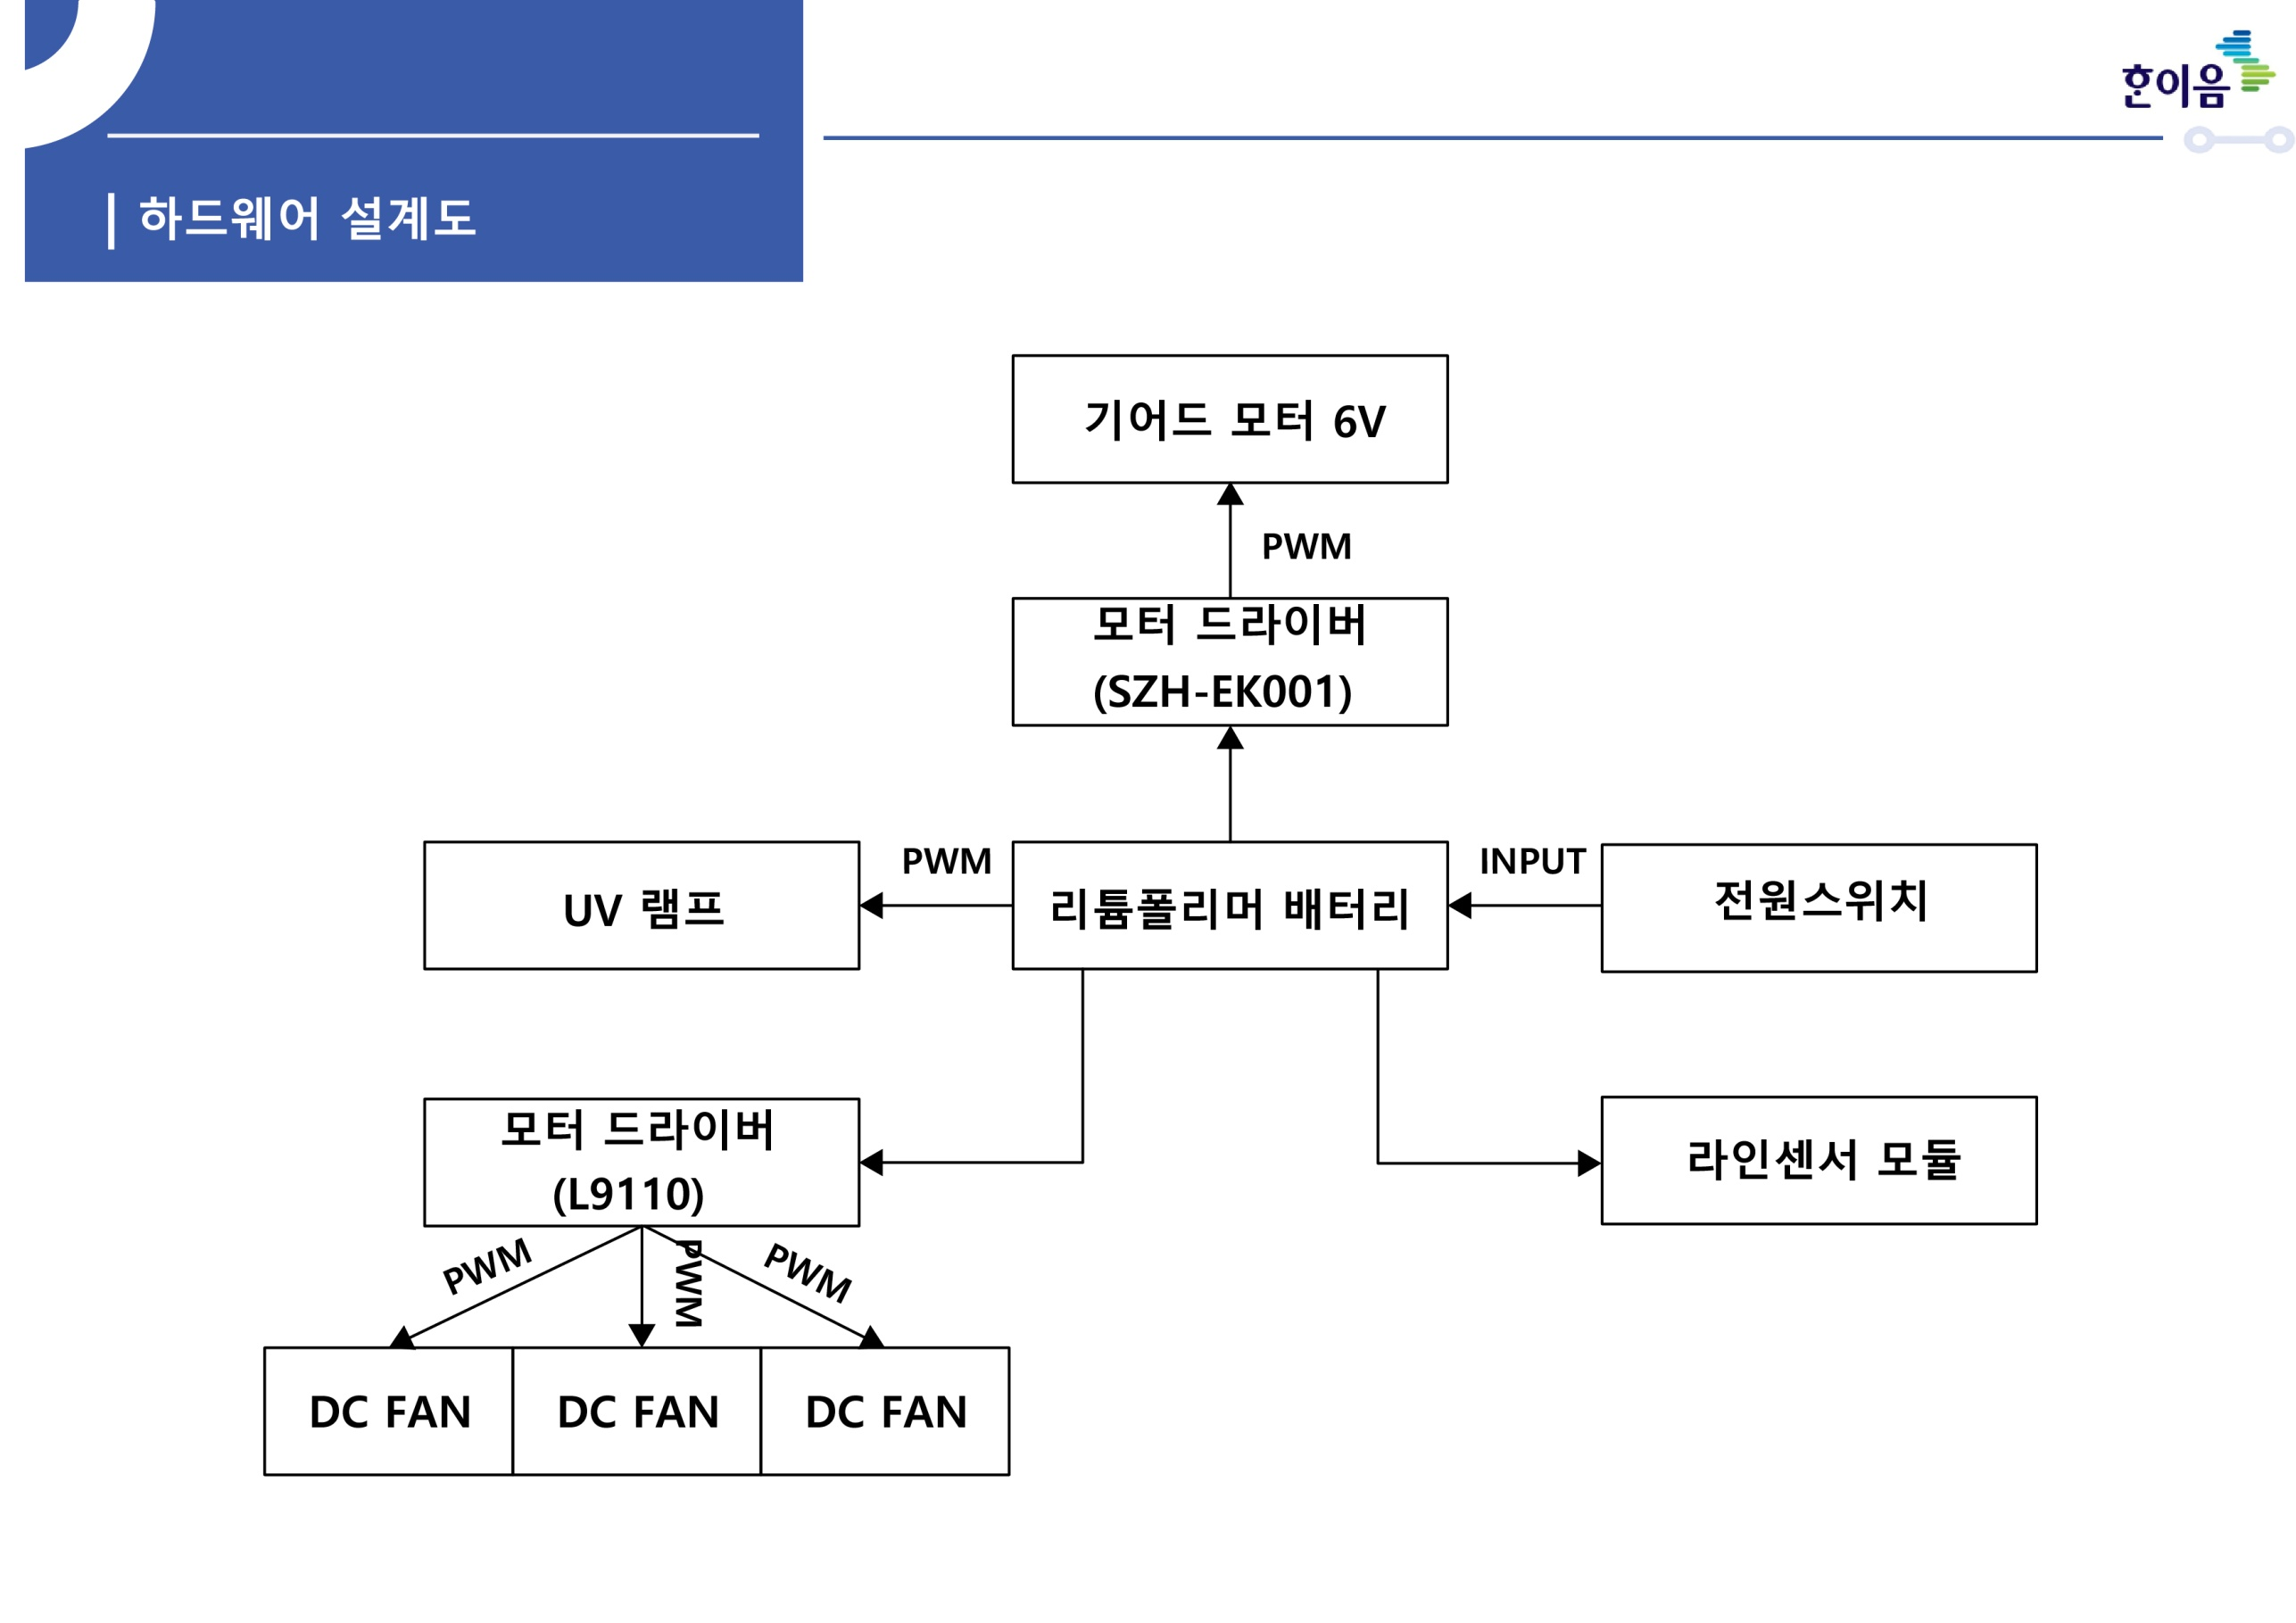 한이음
| 하드웨어 설계도
기어드 모터 6V
PWM
모터 드라이버
(SZH-EK001)
PWM
INPUT
UV 램프
리튬폴리머 배터리
전원스위치
모터 드라이버
(L9110)
라인센서 모듈
PWM
PWM
PWM
DC FAN
DC FAN
DC FAN